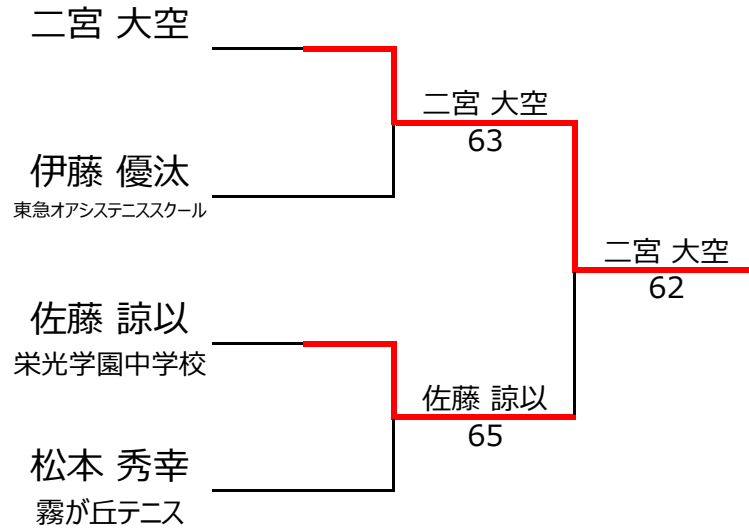 二宮 大空
伊藤 優汰
東急オアシステニススクール
佐藤 諒以
栄光学園中学校
松本 秀幸
霧が丘テニス
二宮 大空
63
佐藤 諒以
65
二宮 大空
62